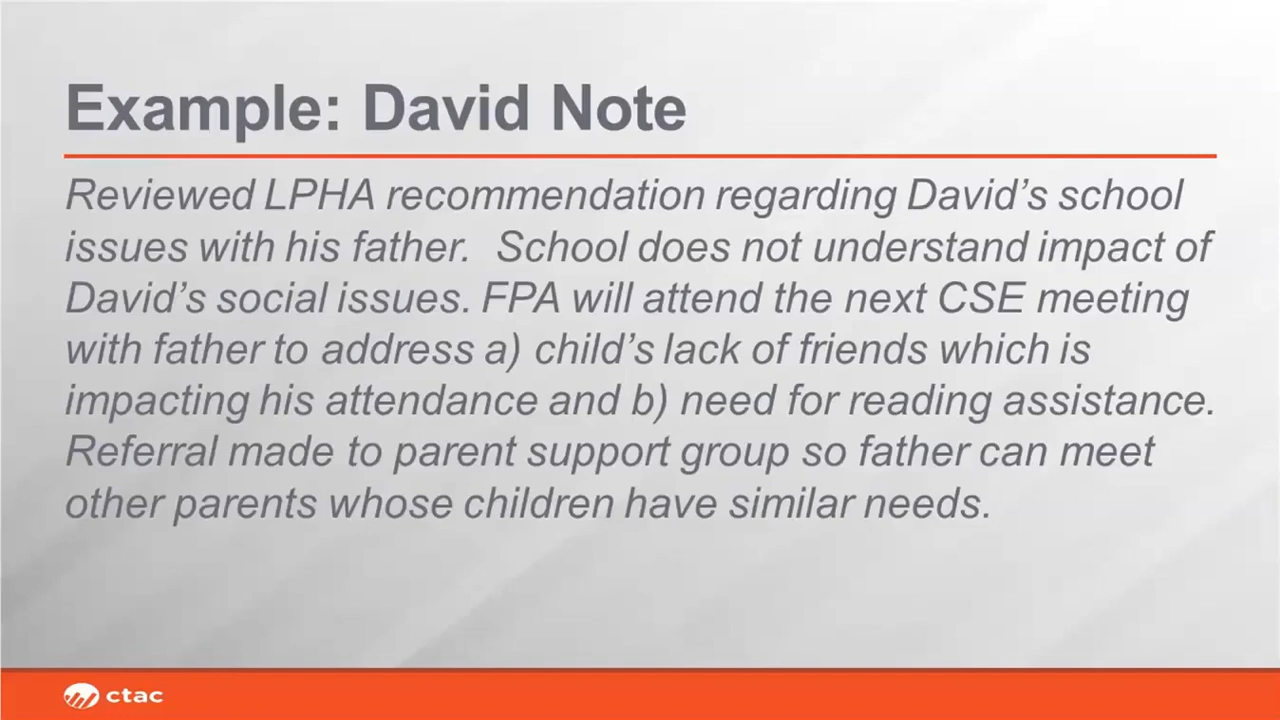 Example: David Note
Reviewed LPHA recommendation regarding David’s school
issues with his father.  School does not understand impact of
David’s social issues. FPA will attend the next CSE meeting
with father to address a) child’s lack of friends which is
impacting his attendance and b) need for reading assistance.
Referral made to parent support group so father can meet
other parents whose children have similar needs.
ctac